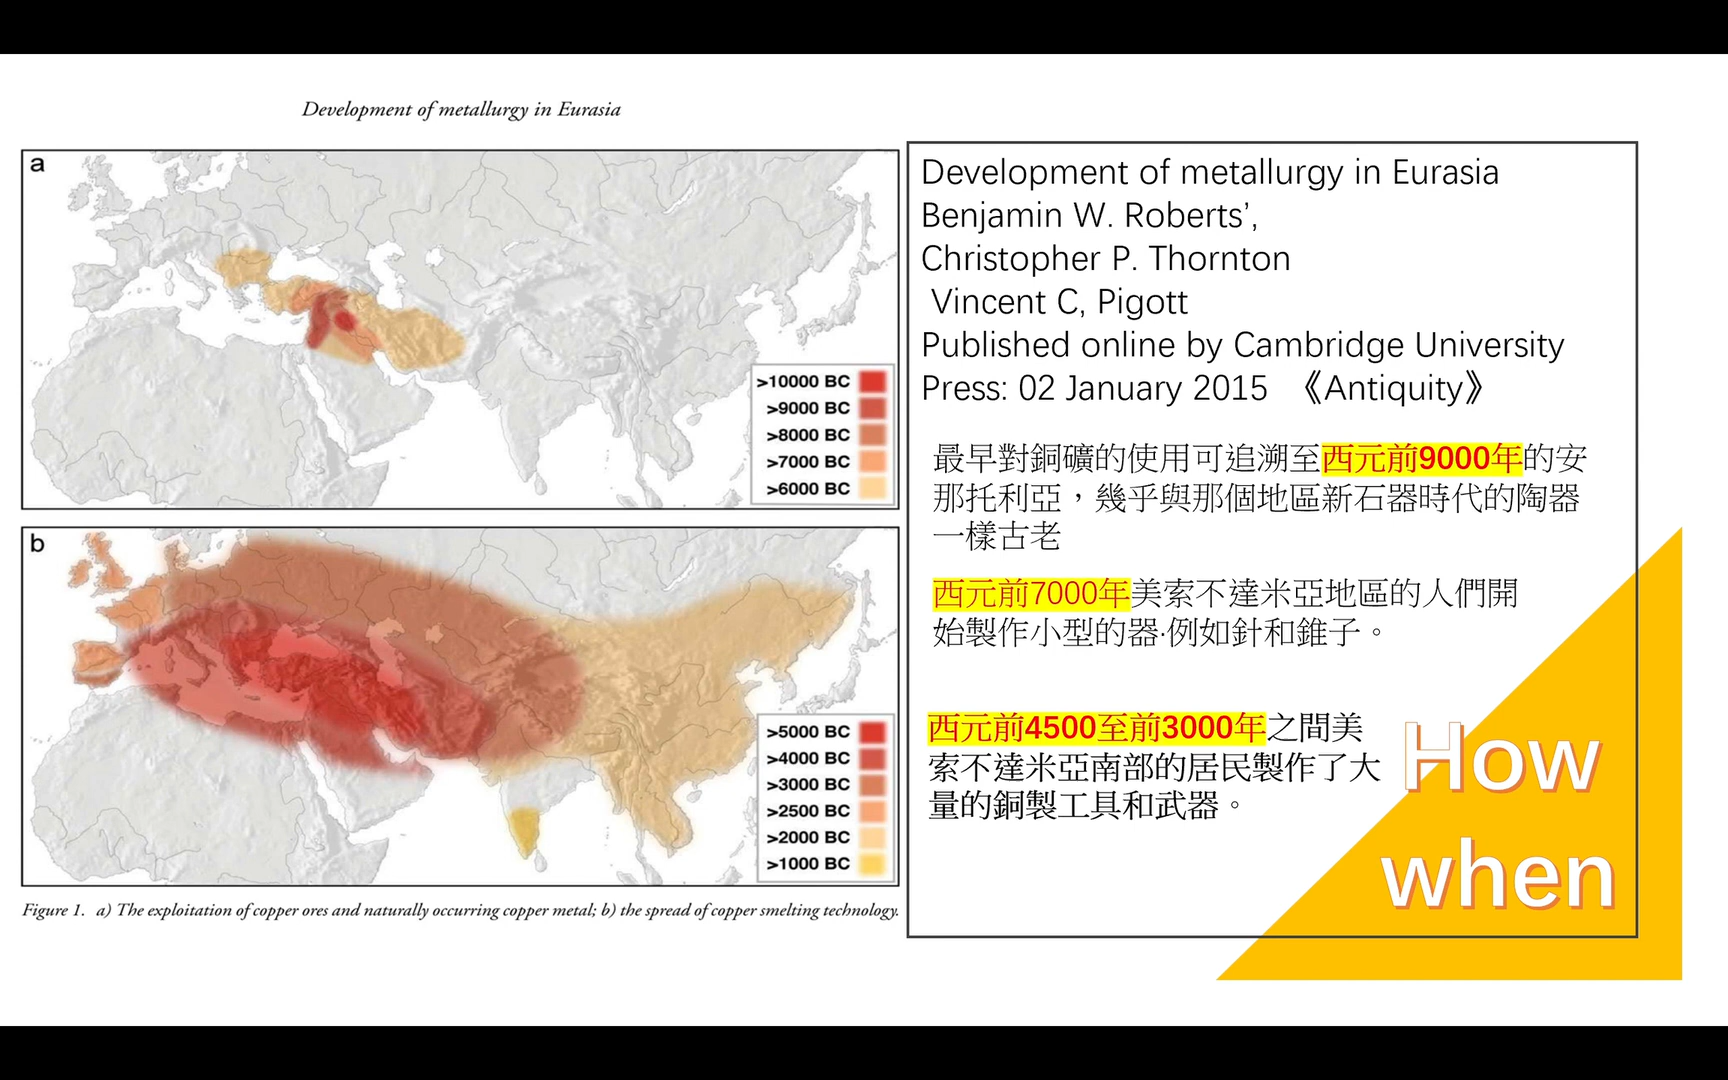 Development of metallurgy in Eurasia
a
>10000 BC
>9000 BC
>8000 BC
>7000 BC
>6000 BC
b
>5000 BC
>4000 BC
>3000 BC
>2500 BC
>2000 BC
>1000 BC
Figure 1. a) The exploitation of copper ores and naturally occurring copper metal; b) the spread of copper smelting technology.
Development of metallurgy in Eurasia
Benjamin W. Roberts’,
Christopher P. Thornton
Vincent C, Pigott
Published online by Cambridge University
Press: 02 January 2015 《Antiquity》
最早對銅礦的使用可追溯至西元前9000年的安
那托利亞，幾乎與那個地區新石器時代的陶器
一樣古老
西元前7000年美索不達米亞地區的人們開
始製作小型的器·例如針和錐子。
西元前4500至前3000年之間美
索不達米亞南部的居民製作了大
量的銅製工具和武器。
How
when